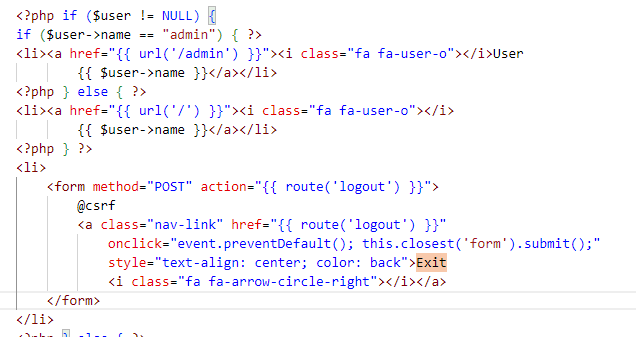 <?php if ($user != NULL) {
if ($user->name == "admin") { ?>
<li><a href="{{ url('/admin') }}"><i class="fa fa-user-o"></i>User
{{ $user->name }}</a></li>
<?php } else { ?>
<li><a href="{{ url('/') }}"><i class="fa fa-user-o"></i>
{{ $user->name }}</a></li>
<?php } ?>
<li>
<form method="POST" action="{{ route('logout') }}">
@csrf
<a class="nav-link" href="{{ route('logout') }}"
onclick="event.preventDefault(); this.closest('form').submit();"
style="text-align: center; color: back">Exit
<i class="fa fa-arrow-circle-right"></i></a>
</form>
</li>
<?php } else { ?>